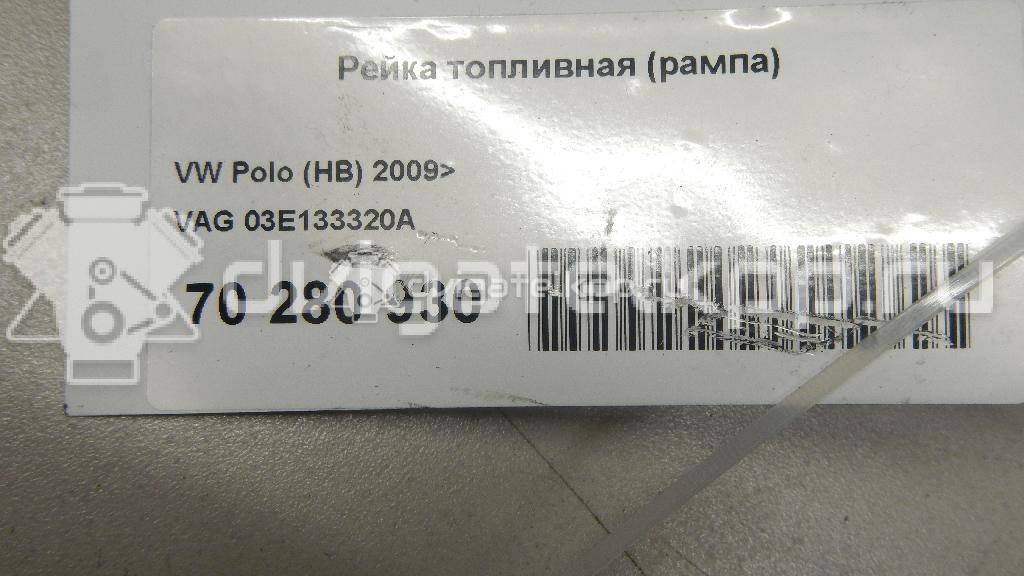 Рейка топливная (рампа)
VW Polo (HB) 2009>
VAG 03E133320A
70 280